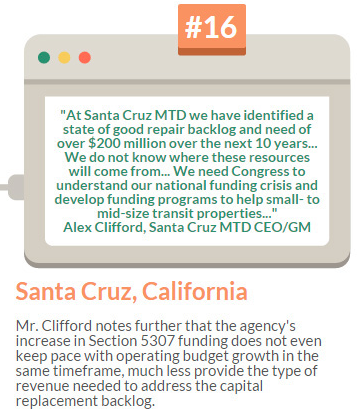 #16
"At Santa Cruz MTD we have identified a
state of good repair backlog and need of
over $200 million over the next 10 years...
We do not know where these resources
will come from... We need Congress to
understand our national funding crisis and
develop funding programs to help small- to
mid-size transit properties..."
Alex Clifford, Santa Cruz MTD CEO/GM
Santa Cruz, California
Mr. Clifford notes further that the agency's
increase in Section 5307 funding does not even
keep pace with operating budget growth in the
same timeframe, much less provide the type of
revenue needed to address the capital
replacement backlog.